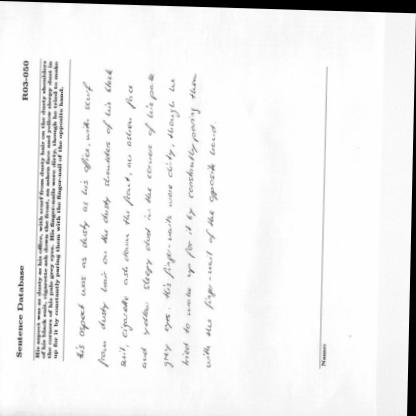 Sentence Database
R03-050
His aspect was as dusty as his office, with scurf from dusty hair on the dusty shoulders
of his black suit, cigarette ash down the front, an ashen face and yellow sleepy dust in
the corners of his pale grey eyes. His finger-nails were dirty, though he tried to make
up for it by constantly paring them with the finger-nail of the opposite hand.
his aspect was as dusty as his office, with scurf
from dusty hair on the dusty shoulders of his black
suit, cigarette ash down the front, an ashen face
and yellow sleepy dust in the corners of his pale
grey eyes. His finger-nails were dirty, though he
tried to make up for it by constantly paring them
with the finger-nail of the opposite hand.
Name: